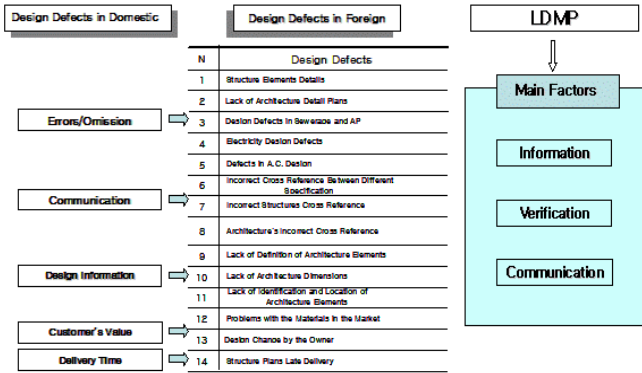 Design Defects in Domestic
Design Defects in Foreign
LDMP
N Design Defects
1 Structure Elements Details
2 Lack of Architecture Detail Plans
3 Design Defects in Sewerage and AP
4 Electricity Design Defects
5 Defects in A.C. Design
6 Incorrect Cross Reference Between Different
Specification
7 Incorrect Structures Cross Reference
8 Architecture's Incorrect Cross Reference
9 Lack of Definition of Architecture Elements
10 Lack of Architecture Dimensions
11 Lack of Identification and Location of
Architecture Elements
12 Problems with the Materials in the Market
13 Design Change by the Owner
14 Structure Plans Late Delivery
Errors/Omission
Communication
Design Information
Customer's Value
Delivery Time
Main Factors
Information
Verification
Communication